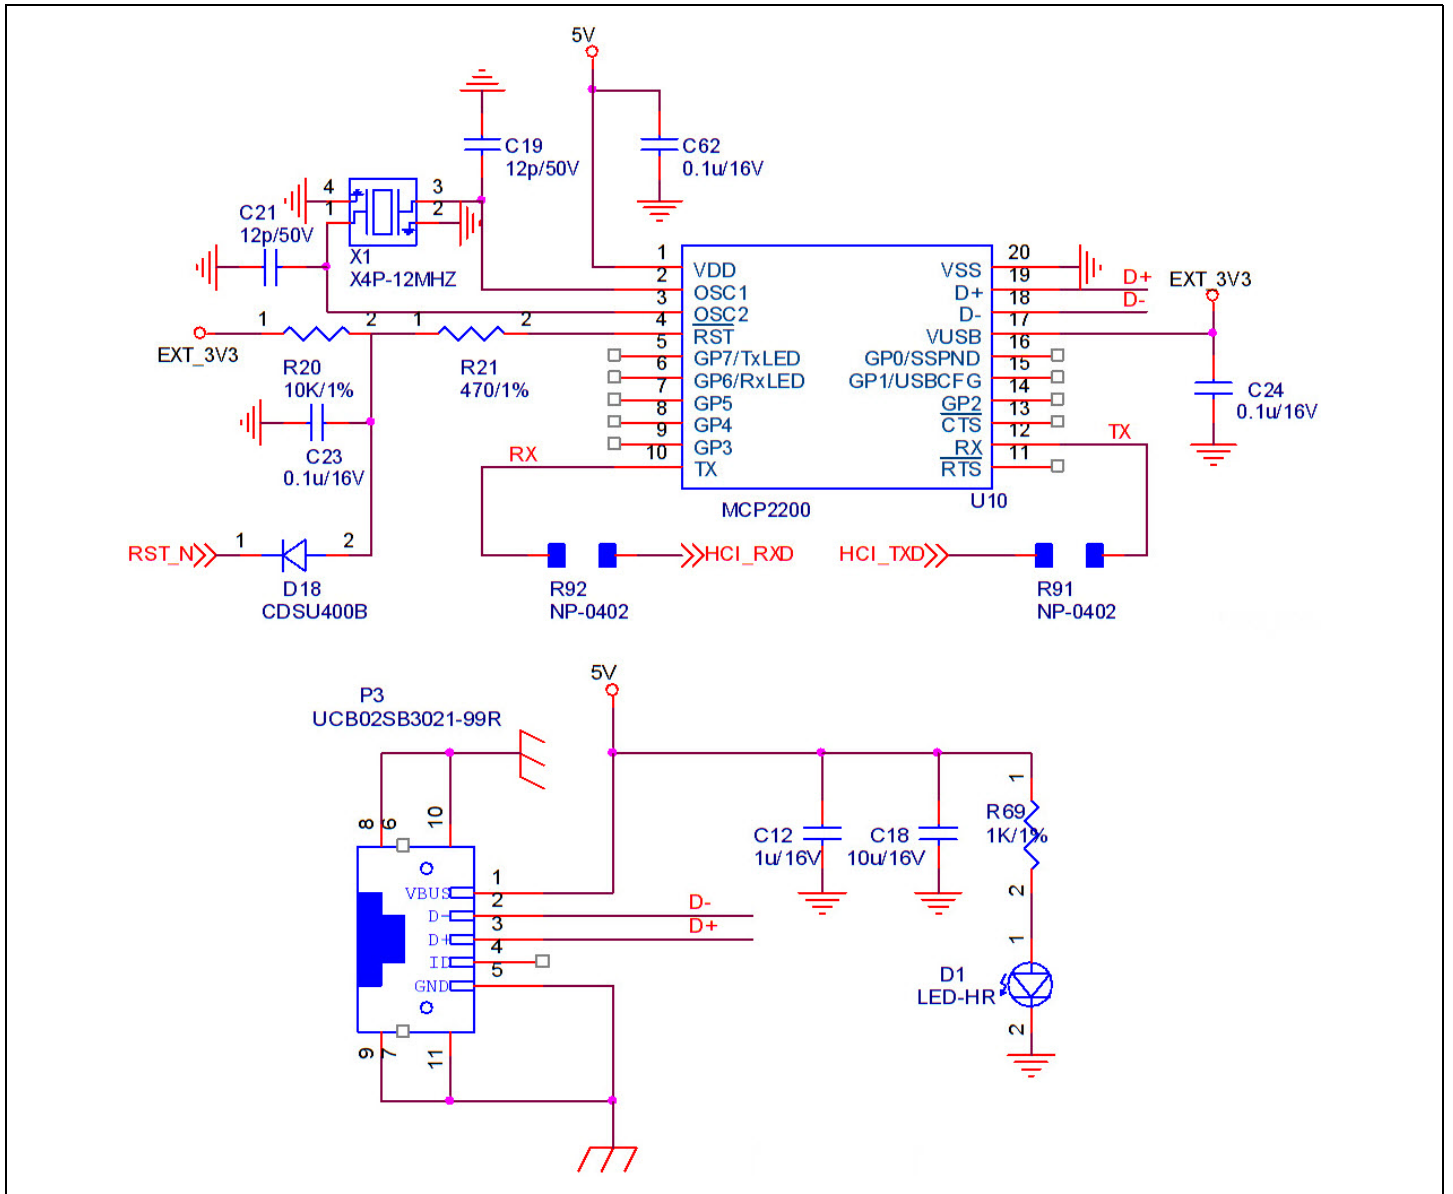 5V
C19
12p/50V
C62
0.1u/16V
4
3
1
2
C21
12p/50V
X1
X4P-12MHZ
1
VDD
2
OSC1
3
OSC2
4
RST
5
GP7/TxLED
6
GP6/RxLED
7
GP5
8
GP4
9
GP3
10
TX
VSS
20
D+
19
D-
18
VUSB
17
GP0/SSPND
16
GP1/USBCFG
15
GP2
14
CTS
13
RX
12
RTS
11
D+
D-
EXT_3V3
EXT_3V3
1
2
1
2
R20
10K/1%
R21
470/1%
C24
0.1u/16V
C23
0.1u/16V
RX
TX
MCP2200
U10
RST_N
1
2
D18
CDSU400B
HCI_RXD
HCI_TXD
R92
NP-0402
R91
NP-0402
5V
P3
UCB02SB3021-99R
8
6
10
VBUS
1
D-
2
D+
3
ID
4
GND
5
D-
D+
9
7
11
C12
1u/16V
C18
10u/16V
1
R69
1K/1%
2
1
D1
LED-HR
2